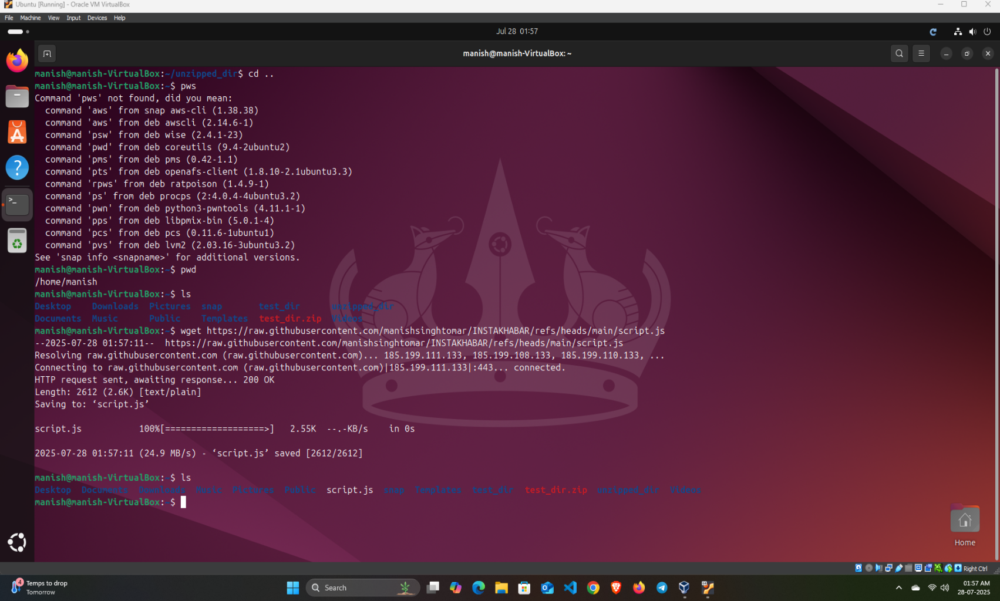 Ubuntu [Running] - Oracle VM VirtualBox
File Machine View Input Devices Help
Jul 28 01:57
manish@manish-VirtualBox: ~
manish@manish-VirtualBox:~/unzipped_dir$ cd ..
manish@manish-VirtualBox:~$ pws
Command 'pws' not found, did you mean:
  command 'aws' from snap aws-cli (1.38.38)
  command 'aws' from deb awscli (2.14.6-1)
  command 'psw' from deb wise (2.4.1-23)
  command 'pwd' from deb coreutils (9.4-2ubuntu2)
  command 'pms' from deb pms (0.42-1.1)
  command 'pts' from deb openafs-client (1.8.10-2.1ubuntu3.3)
  command 'rpws' from deb ratpoison (1.4.9-1)
  command 'ps' from deb procps (2:4.0.4-4ubuntu3.2)
  command 'pwn' from deb python3-pwntools (4.11.1-1)
  command 'pps' from deb libpmix-bin (5.0.1-4)
  command 'pcs' from deb pcs (0.11.6-1ubuntu1)
  command 'pvs' from deb lvm2 (2.03.16-3ubuntu3.2)
See 'snap info <snapname>' for additional versions.
manish@manish-VirtualBox:~$ pwd
/home/manish
manish@manish-VirtualBox:~$ ls
Desktop    Downloads  Pictures  snap       test_dir      unzipped_dir
Documents  Music      Public    Templates  test_dir.zip  Videos
manish@manish-VirtualBox:~$ wget https://raw.githubusercontent.com/manishsinghtomar/INSTAKHABAR/refs/heads/main/script.js
--2025-07-28 01:57:11--  https://raw.githubusercontent.com/manishsinghtomar/INSTAKHABAR/refs/heads/main/script.js
Resolving raw.githubusercontent.com (raw.githubusercontent.com)... 185.199.111.133, 185.199.108.133, 185.199.110.133, ...
Connecting to raw.githubusercontent.com (raw.githubusercontent.com)|185.199.111.133|:443... connected.
HTTP request sent, awaiting response... 200 OK
Length: 2612 (2.6K) [text/plain]
Saving to: ‘script.js’
script.js           100%[===================>]   2.55K  --.-KB/s    in 0s
2025-07-28 01:57:11 (24.9 MB/s) - ‘script.js’ saved [2612/2612]
manish@manish-VirtualBox:~$ ls
Desktop  Documents  Downloads  Music  Pictures  Public  script.js  snap  Templates  test_dir  test_dir.zip  unzipped_dir  Videos
manish@manish-VirtualBox:~$
Home
Right Ctrl
4
Temps to drop
Tomorrow
Search
01:57 AM
28-07-2025